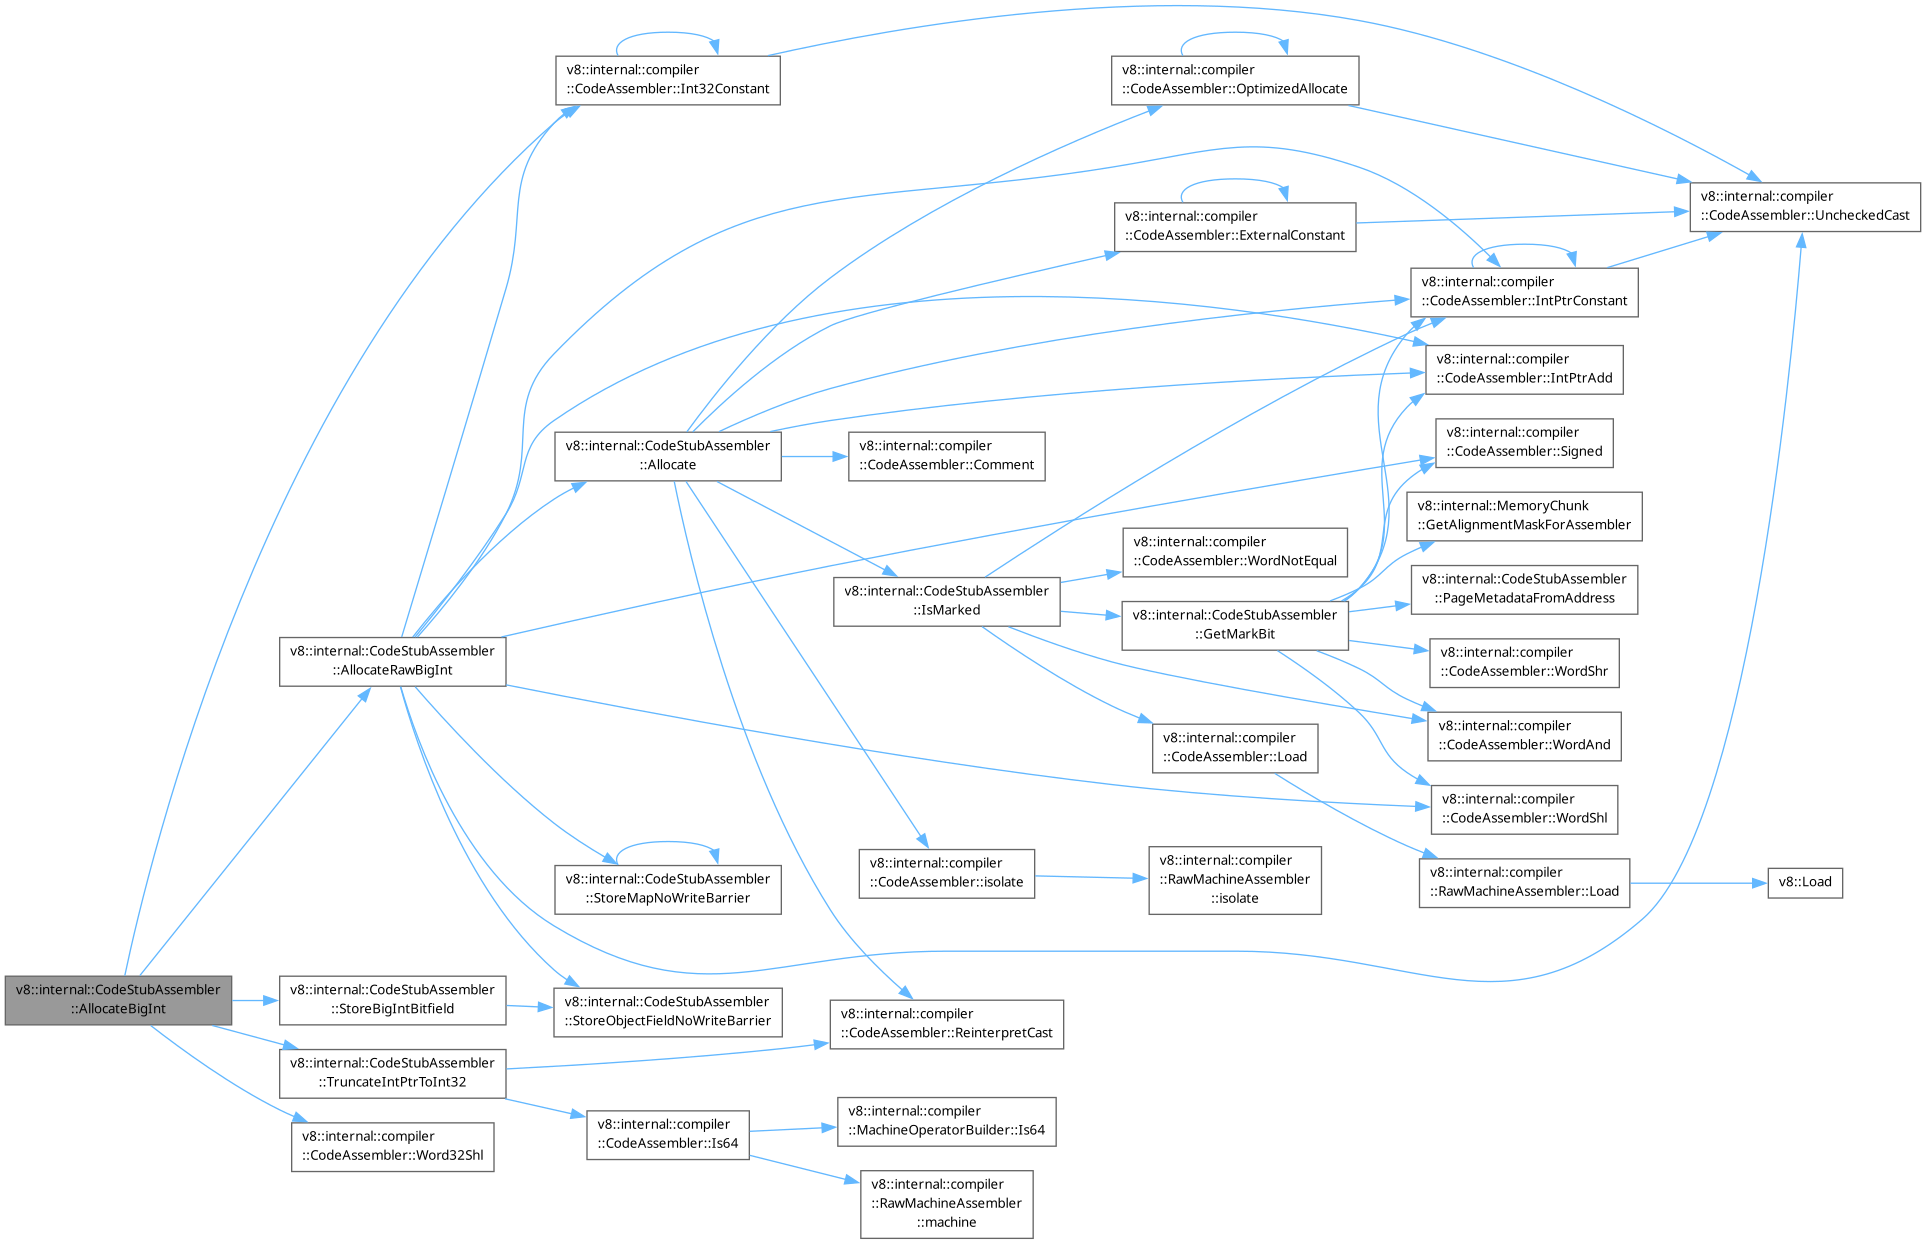 v8::internal::compiler
::CodeAssembler::Int32Constant
v8::internal::compiler
::CodeAssembler::OptimizedAllocate
v8::internal::compiler
::CodeAssembler::UncheckedCast
v8::internal::compiler
::CodeAssembler::ExternalConstant
v8::internal::compiler
::CodeAssembler::IntPtrConstant
v8::internal::compiler
::CodeAssembler::IntPtrAdd
v8::internal::CodeStubAssembler
::Allocate
v8::internal::compiler
::CodeAssembler::Comment
v8::internal::compiler
::CodeAssembler::Signed
v8::internal::MemoryChunk
::GetAlignmentMaskForAssembler
v8::internal::compiler
::CodeAssembler::WordNotEqual
v8::internal::CodeStubAssembler
::PageMetadataFromAddress
v8::internal::CodeStubAssembler
::IsMarked
v8::internal::CodeStubAssembler
::GetMarkBit
v8::internal::CodeStubAssembler
::AllocateRawBigInt
v8::internal::compiler
::CodeAssembler::WordShr
v8::internal::compiler
::CodeAssembler::WordAnd
v8::internal::compiler
::CodeAssembler::Load
v8::internal::compiler
::CodeAssembler::WordShl
v8::internal::CodeStubAssembler
::StoreMapNoWriteBarrier
v8::internal::compiler
::CodeAssembler::isolate
v8::internal::compiler
::RawMachineAssembler
::isolate
v8::internal::compiler
::RawMachineAssembler::Load
v8::Load
v8::internal::CodeStubAssembler
::AllocateBigInt
v8::internal::CodeStubAssembler
::StoreBigIntBitfield
v8::internal::CodeStubAssembler
::StoreObjectFieldNoWriteBarrier
v8::internal::compiler
::CodeAssembler::ReinterpretCast
v8::internal::CodeStubAssembler
::TruncateIntPtrToInt32
v8::internal::compiler
::CodeAssembler::Is64
v8::internal::compiler
::MachineOperatorBuilder::Is64
v8::internal::compiler
::CodeAssembler::Word32Shl
v8::internal::compiler
::RawMachineAssembler
::machine